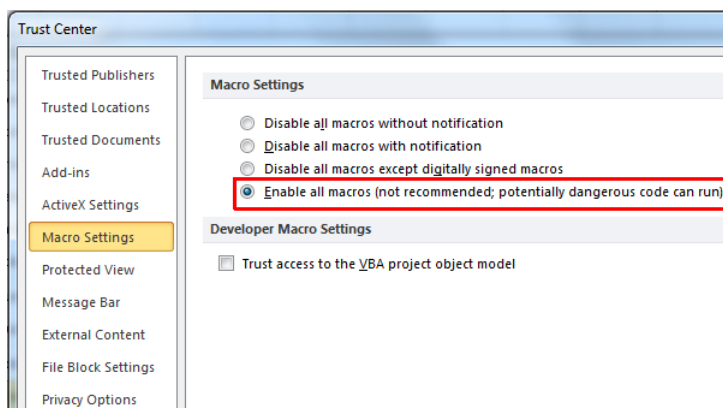 Trust Center
Trusted Publishers
Trusted Locations
Trusted Documents
Add-ins
ActiveX Settings
Macro Settings
Protected View
Message Bar
External Content
File Block Settings
Privacy Options
Macro Settings
Disable all macros without notification
Disable all macros with notification
Disable all macros except digitally signed macros
Enable all macros (not recommended; potentially dangerous code can run)
Developer Macro Settings
Trust access to the VBA project object model